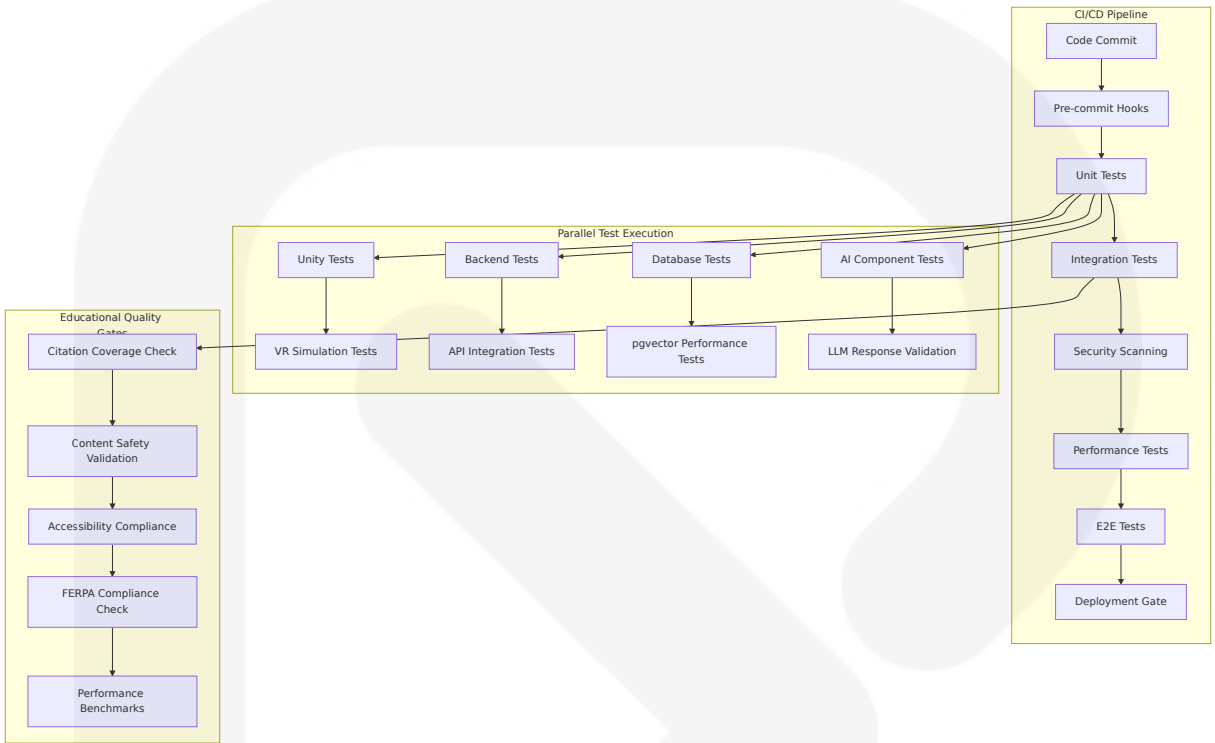 CI/CD Pipeline
Code Commit
Pre-commit Hooks
Unit Tests
Parallel Test Execution
Unity Tests
Backend Tests
Database Tests
AI Component Tests
Integration Tests
Educational Quality
Gates
Citation Coverage Check
VR Simulation Tests
API Integration Tests
pgvector Performance
Tests
LLM Response Validation
Security Scanning
Content Safety
Validation
Performance Tests
Accessibility Compliance
E2E Tests
FERPA Compliance
Check
Deployment Gate
Performance
Benchmarks